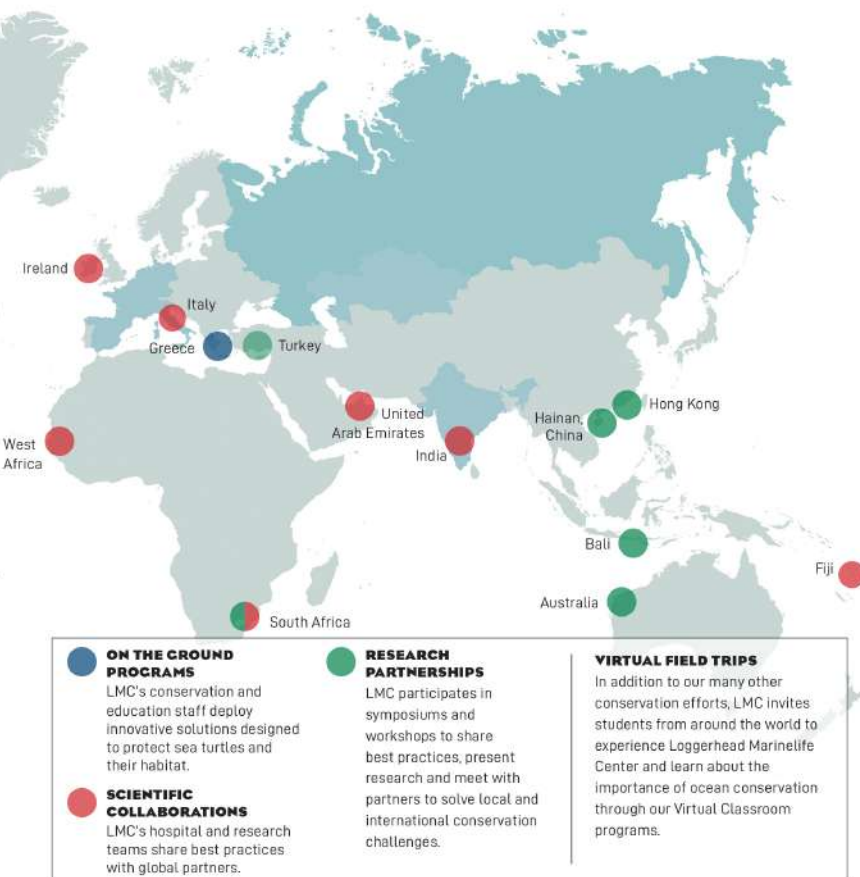 Ireland
Italy
Greece
Turkey
United
Arab Emirates
West
Africa
India
Hainan,
China
Hong Kong
Bali
Fiji
Australia
South Africa
ON THE GROUND
PROGRAMS
LMC's conservation and
education staff deploy
innovative solutions designed
to protect sea turtles and
their habitat.
SCIENTIFIC
COLLABORATIONS
LMC's hospital and research
teams share best practices
with global partners.
RESEARCH
PARTNERSHIPS
LMC participates in
symposiums and
workshops to share
best practices, present
research and meet with
partners to solve local and
international conservation
challenges.
VIRTUAL FIELD TRIPS
In addition to our many other
conservation efforts, LMC invites
students from around the world to
experience Loggerhead Marinelife
Center and learn about the
importance of ocean conservation
through our Virtual Classroom
programs.